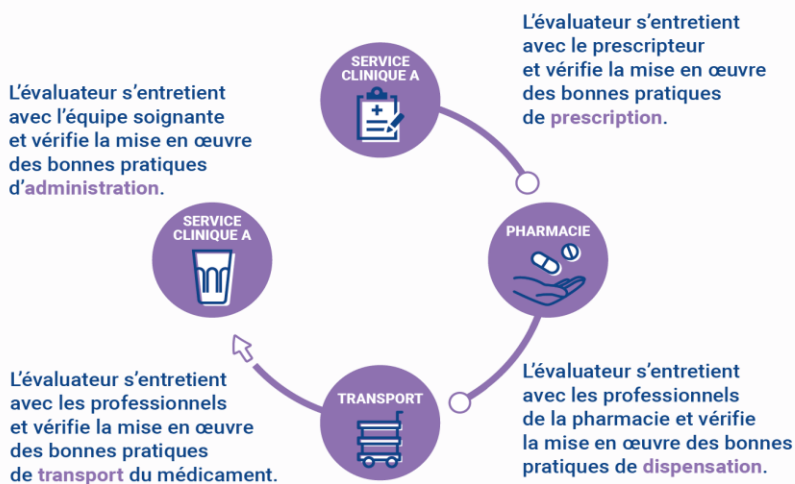 L’évaluateur s’entretient
avec le prescripteur
et vérifie la mise en œuvre
des bonnes pratiques
de prescription.
SERVICE
CLINIQUE A
L’évaluateur s’entretient
avec l’équipe soignante
et vérifie la mise en œuvre
des bonnes pratiques
d’administration.
SERVICE
CLINIQUE A
PHARMACIE
L’évaluateur s’entretient
avec les professionnels
de la pharmacie et vérifie
la mise en œuvre des bonnes
pratiques de dispensation.
TRANSPORT
L’évaluateur s’entretient
avec les professionnels
et vérifie la mise en œuvre
des bonnes pratiques
de transport du médicament.